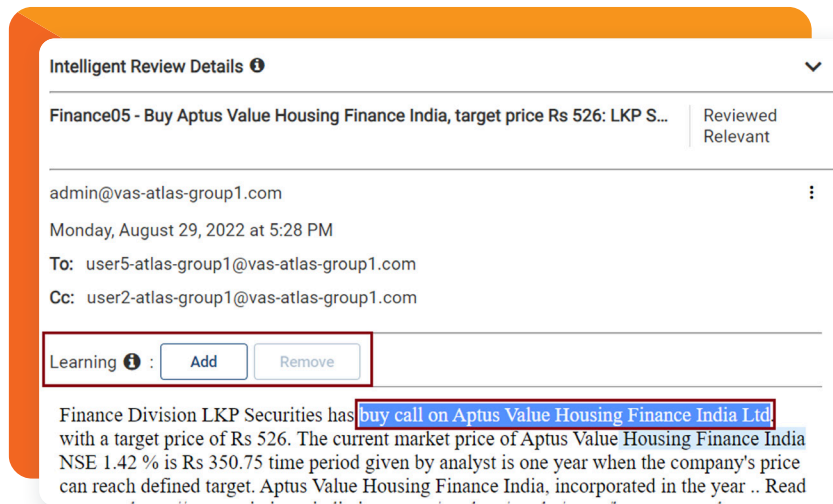 Intelligent Review Details
Finance05 - Buy Aptus Value Housing Finance India, target price Rs 526: LKP S...
Reviewed
Relevant
admin@vas-atlas-group1.com
Monday, August 29, 2022 at 5:28 PM
To: user5-atlas-group1@vas-atlas-group1.com
Cc: user2-atlas-group1@vas-atlas-group1.com
Learning : Add Remove
Finance Division LKP Securities has buy call on Aptus Value Housing Finance India Ltd.
with a target price of Rs 526. The current market price of Aptus Value Housing Finance India
NSE 1.42 % is Rs 350.75 time period given by analyst is one year when the company's price
can reach defined target. Aptus Value Housing Finance India, incorporated in the year .. Read